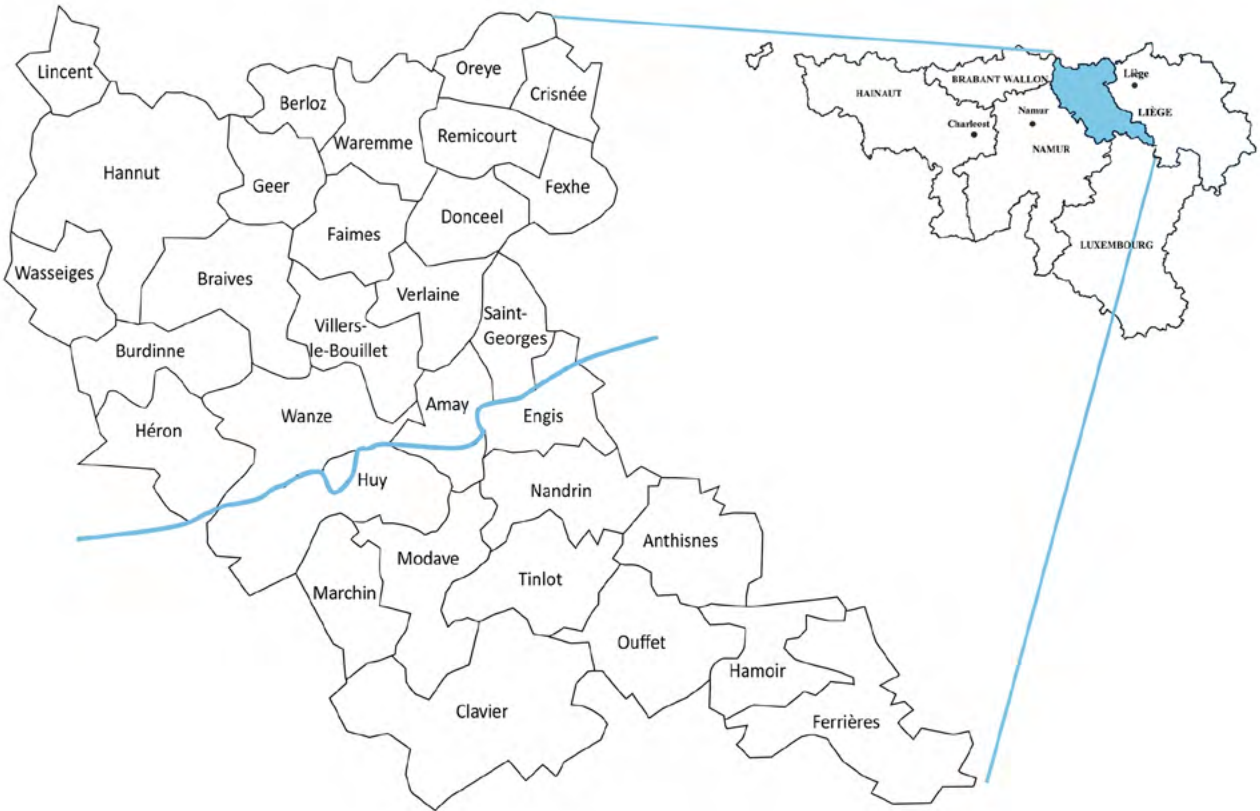 Lincent
Oreye
Berloz
Crisnée
Waremme
Remicourt
Hannut
Geer
Fexhe
Donceel
Faimes
Wasseiges
Braives
Verlaine
Saint-
Georges
Villers-
le-Bouillet
Burdinne
Amay
Wanze
Engis
Héron
Huy
Nandrin
Anthisnes
Modave
Tinlot
Marchin
Ouffet
Hamoir
Clavier
Ferrières
BRABANT WALLON
Liège
HAINAUT
LIÈGE
Namur
NAMUR
LUXEMBOURG